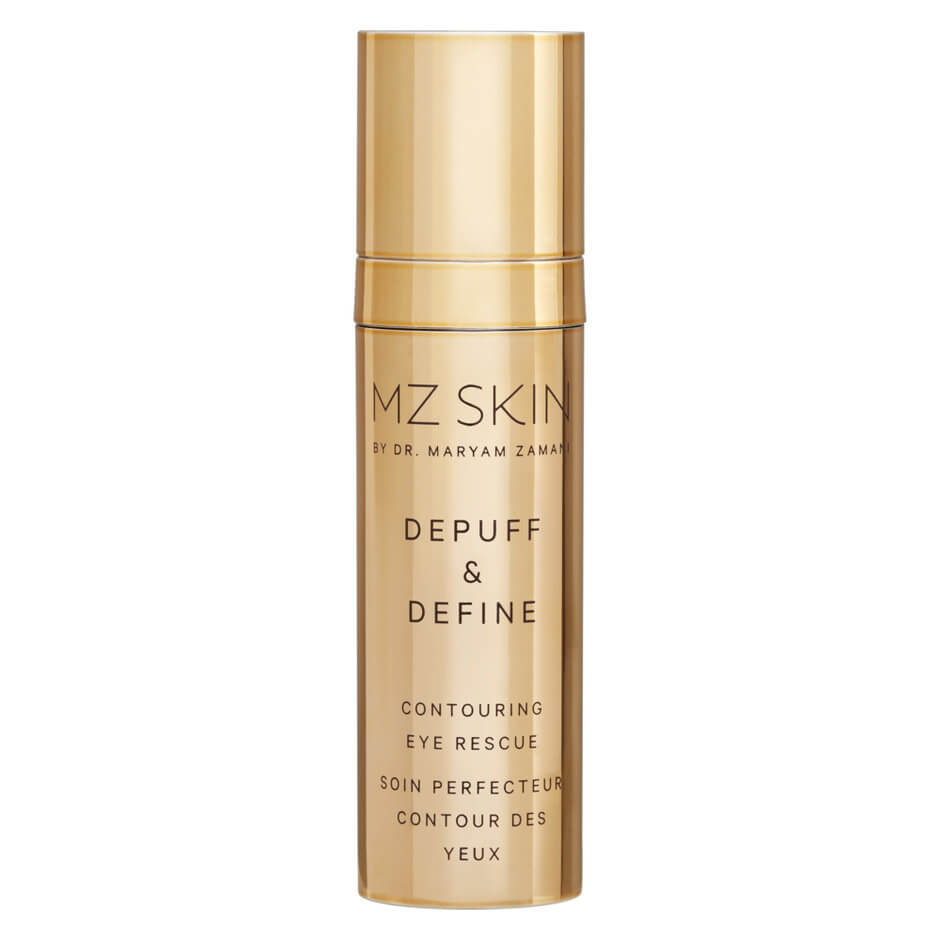 MZ SKIN
BY DR. MARYAM ZAMANI
DEPUFF
&
DEFINE
CONTOURING
EYE RESCUE
SOIN PERFECTEUR
CONTOUR DES
YEUX